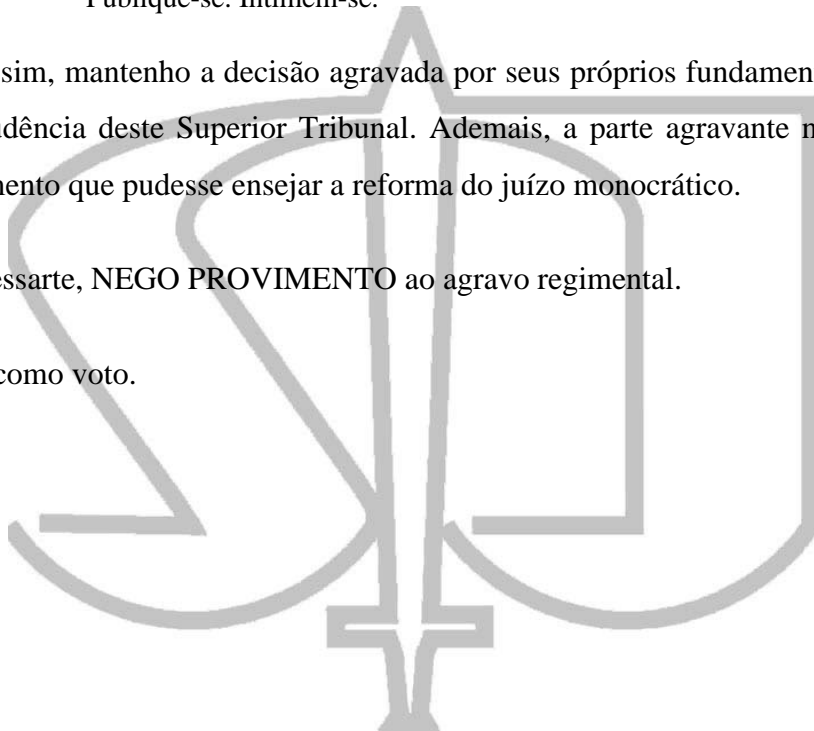 Publique-se. Intimem-se.
sim, mantenho a decisão agravada por seus próprios fundamen
udência deste Superior Tribunal. Ademais, a parte agravante
mento que pudesse ensejar a reforma do juízo monocrático.
essarte, NEGO PROVIMENTO ao agravo regimental.
como voto.